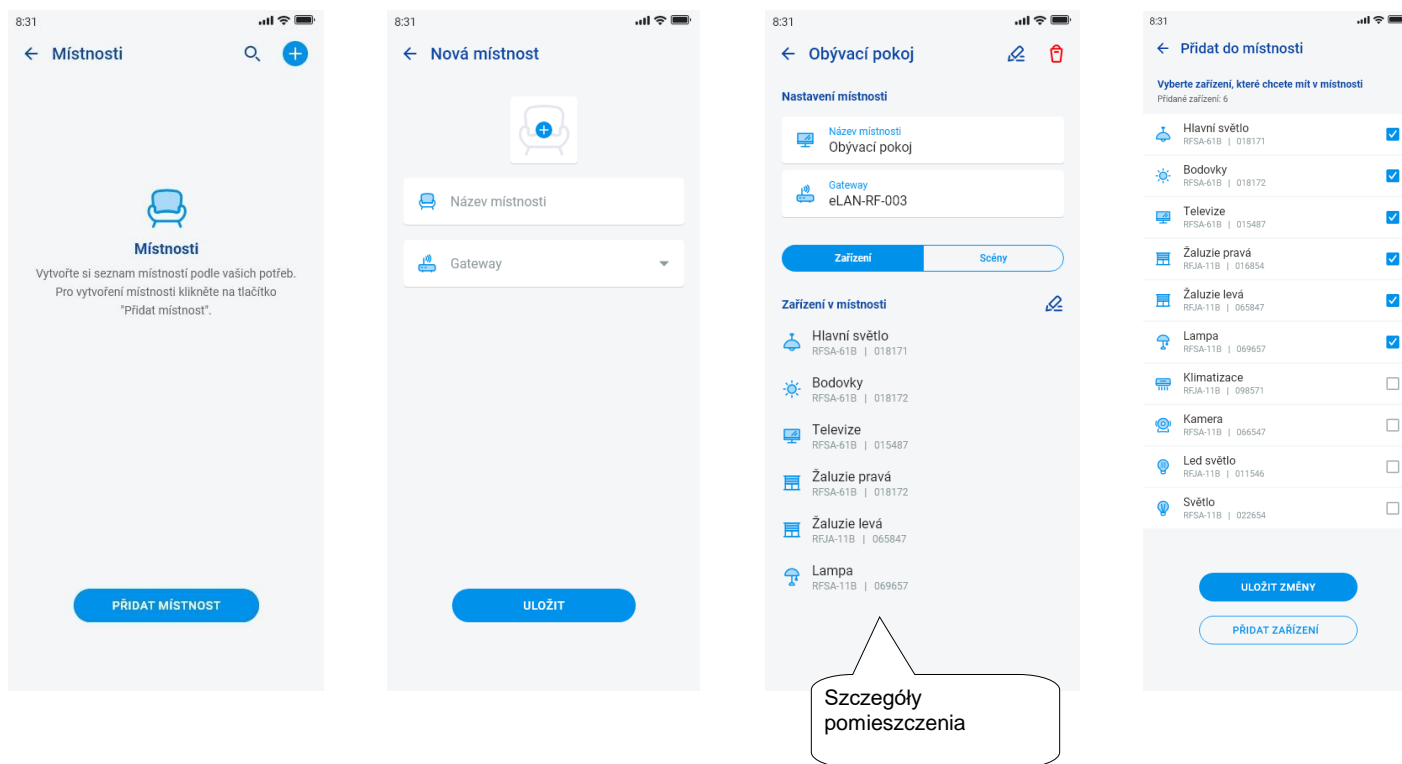 8:31
Místnosti
Místnosti
Vytvořte si seznam místností podle vašich potřeb.
Pro vytvoření místnosti klikněte na tlačítko
"Přidat místnost".
PŘIDAT MÍSTNOST
8:31
Nová místnost
Název místnosti
Gateway
ULOŽIT
8:31
Obývací pokoj
Nastavení místnosti
Název místnosti
Obývací pokoj
Gateway
eLAN-RF-003
Zařízení
Scény
Zařízení v místnosti
Hlavní světlo
RFSA-61B | 018171
Bodovky
RFSA-61B | 018172
Televize
RFSA-61B | 015487
Žaluzie pravá
RFSA-61B | 018172
Žaluzie levá
RFJA-11B | 065847
Lampa
RFSA-11B | 069657
Szczegóły
pomieszczenia
8:31
Přidat do místnosti
Vyberte zařízení, které chcete mít v místnosti
Přidané zařízení: 6
Hlavní světlo
RFSA-61B | 018171
Bodovky
RFSA-61B | 018172
Televize
RFSA-61B | 015487
Žaluzie pravá
RFJA-11B | 016854
Žaluzie levá
RFJA-11B | 065847
Lampa
RFSA-11B | 069657
Klimatizace
RFJA-11B | 098571
Kamera
RFSA-11B | 066547
Led světlo
RFJA-11B | 011546
Světlo
RFSA-11B | 022654
ULOŽIT ZMĚNY
PŘIDAT ZAŘÍZENÍ